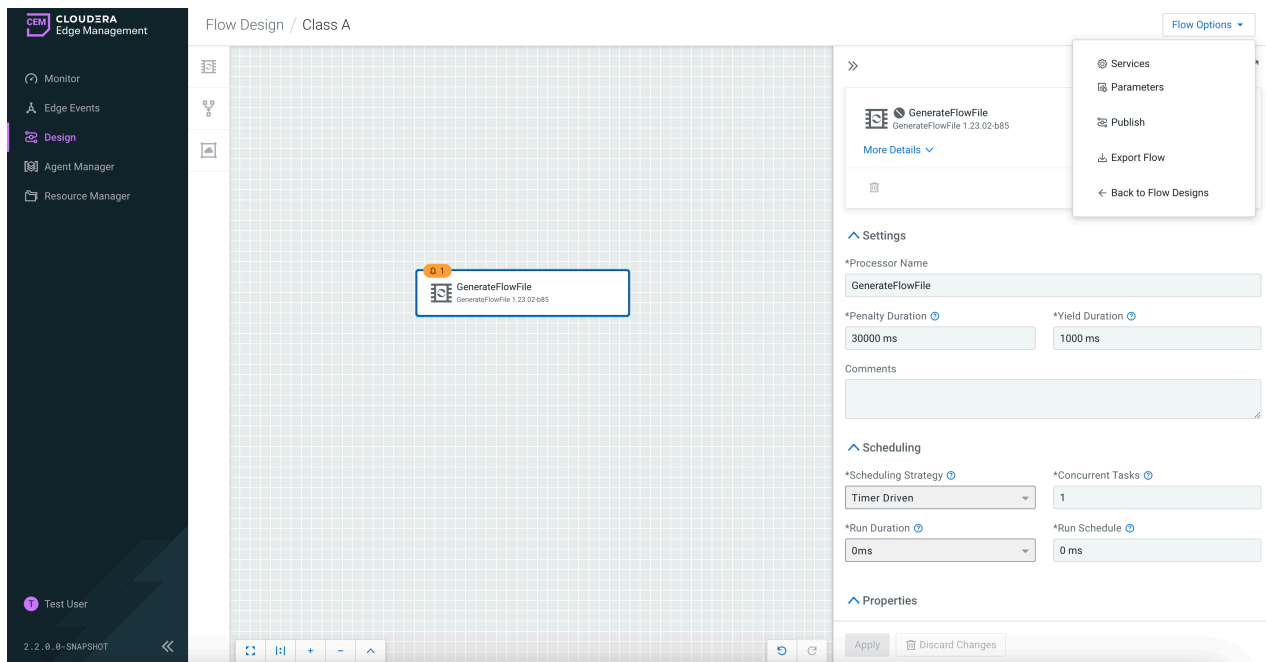 CEM CLOUDERA
Edge Management
Flow Design / Class A
Flow Options
Monitor
Edge Events
Design
Agent Manager
Resource Manager
Services
Parameters
Publish
Export Flow
Back to Flow Designs
GenerateFlowFile
GenerateFlowFile 1.23.02-b85
More Details
1
GenerateFlowFile
GenerateFlowFile 1.23.02-b85
Settings
*Processor Name
GenerateFlowFile
*Penalty Duration *Yield Duration
30000 ms 1000 ms
Comments
Scheduling
*Scheduling Strategy *Concurrent Tasks
Timer Driven 1
*Run Duration *Run Schedule
0ms 0 ms
Properties
T Test User
2.2.0.0-SNAPSHOT
Apply Discard Changes